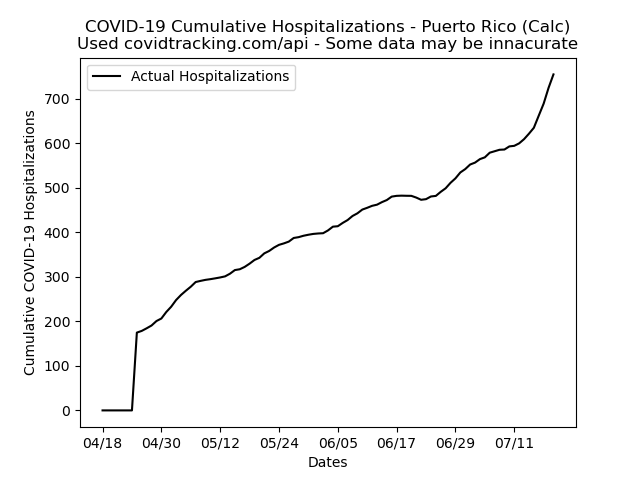 COVID-19 Cumulative Hospitalizations - Puerto Rico (Calc)
Used covidtracking.com/api - Some data may be innacurate
Actual Hospitalizations
Cumulative COVID-19 Hospitalizations
700
600
500
400
300
200
100
0
04/18 04/30 05/12 05/24 06/05 06/17 06/29 07/11
Dates